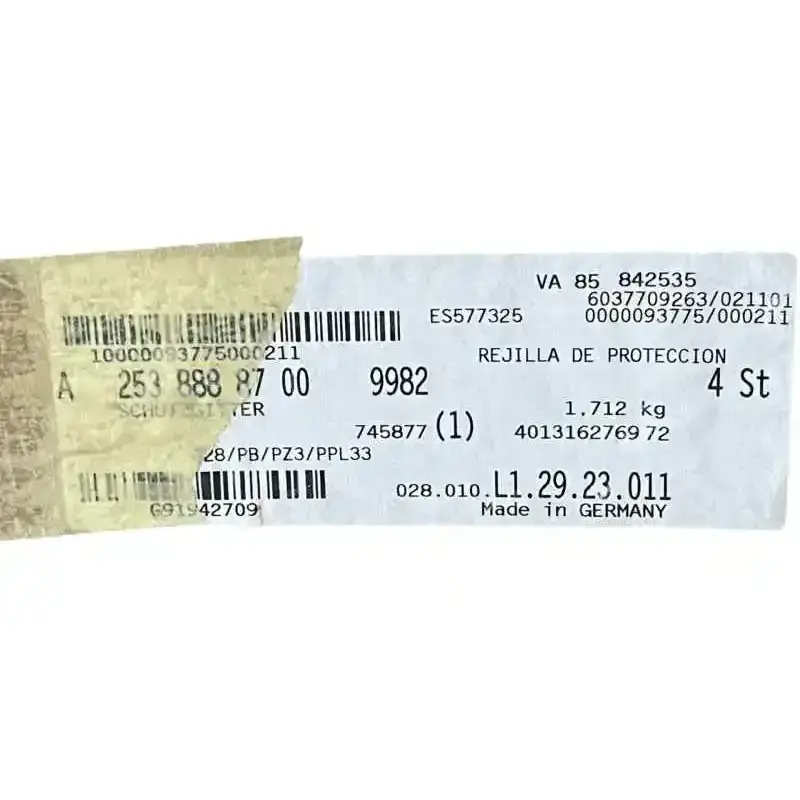 VA 85 842535
6037709263/021101
ES577325 0000093775/000211
10000093775000211
REJILLA DE PROTECCION
A 253 888 87 00 9982 4 St
SCHUTZGITTER 1,712 kg
745877 (1) 4013162769 72
28/PB/PZ3/PPL33
028.010.L1.29.23.011
G91942709 Made in GERMANY